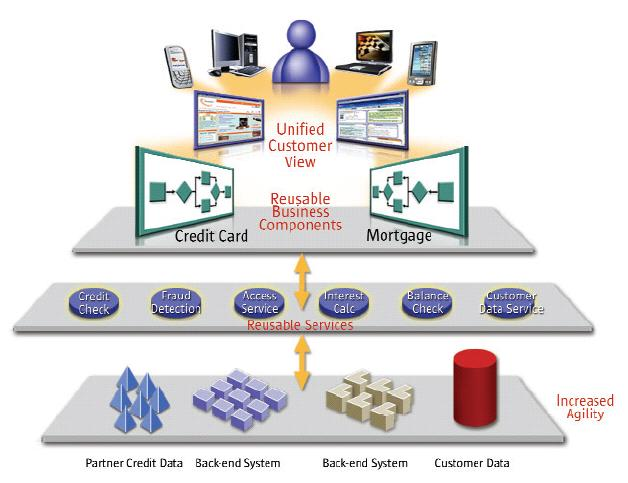 Unified
Customer
View
Reusable
Business
Components
Credit Card
Mortgage
Credit
Check
Fraud
Detection
Access
Service
Interest
Calc
Balance
Check
Customer
Data Service
Reusable Services
Increased
Agility
Partner Credit Data
Back-end System
Back-end System
Customer Data